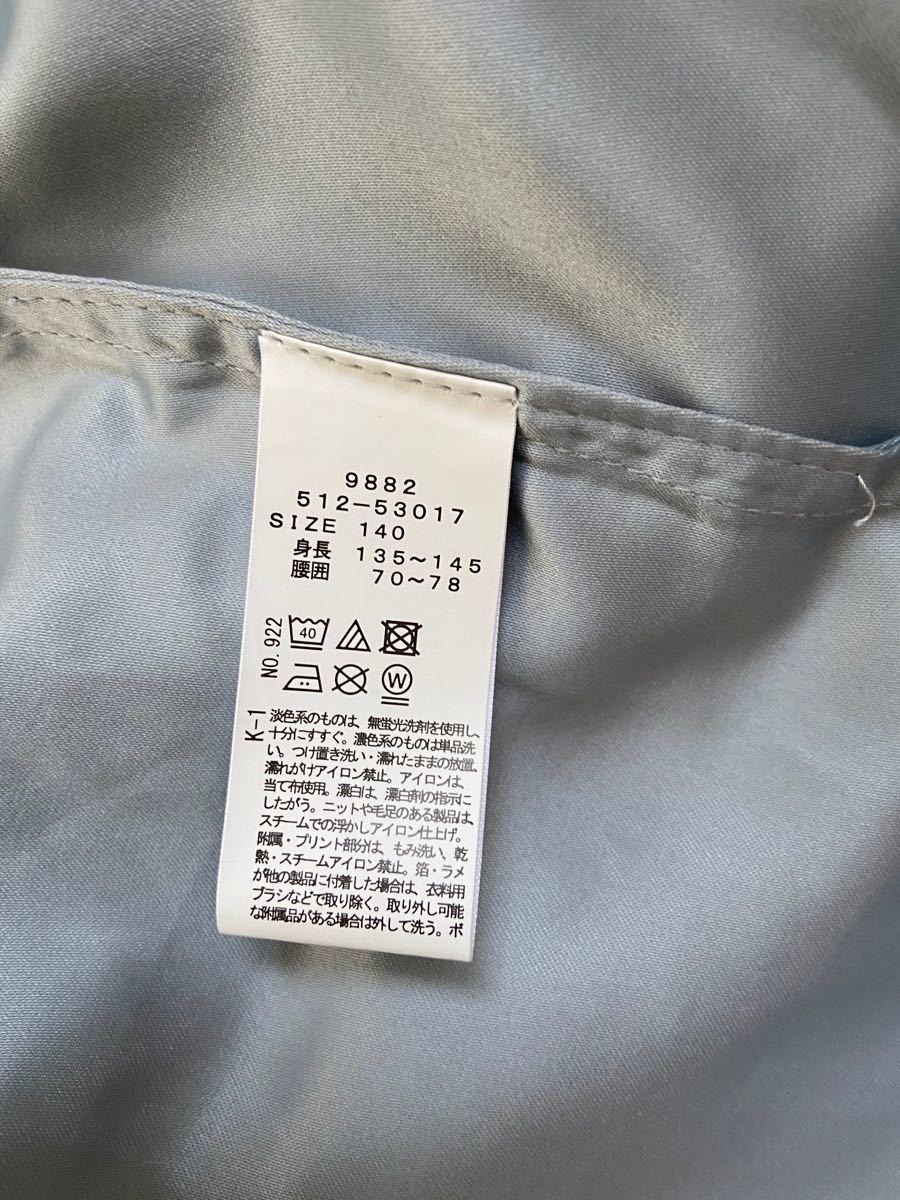 9882
512-53017
SIZE 140
身長 135~145
腰囲 70~78
NO. 922
40
W
K-1
淡色系のものは、無蛍光洗剤を使用し、
十分にすすぐ。濃色系のものは単品洗
い。つけ置き洗い・濡れたままの放置、
濡れがけアイロン禁止。アイロンは、
当て布使用。漂白は、漂白剤の指示に
したがう。ニットや毛足のある製品は、
スチームでの浮かしアイロン仕上げ。
附属・プリント部分は、もみ洗い、乾
熱・スチームアイロン禁止。箔・ラメ
が他の製品に付着した場合は、衣料用
ブラシなどで取り除く。取り外し可能
な附属品がある場合は外して洗う。ボ